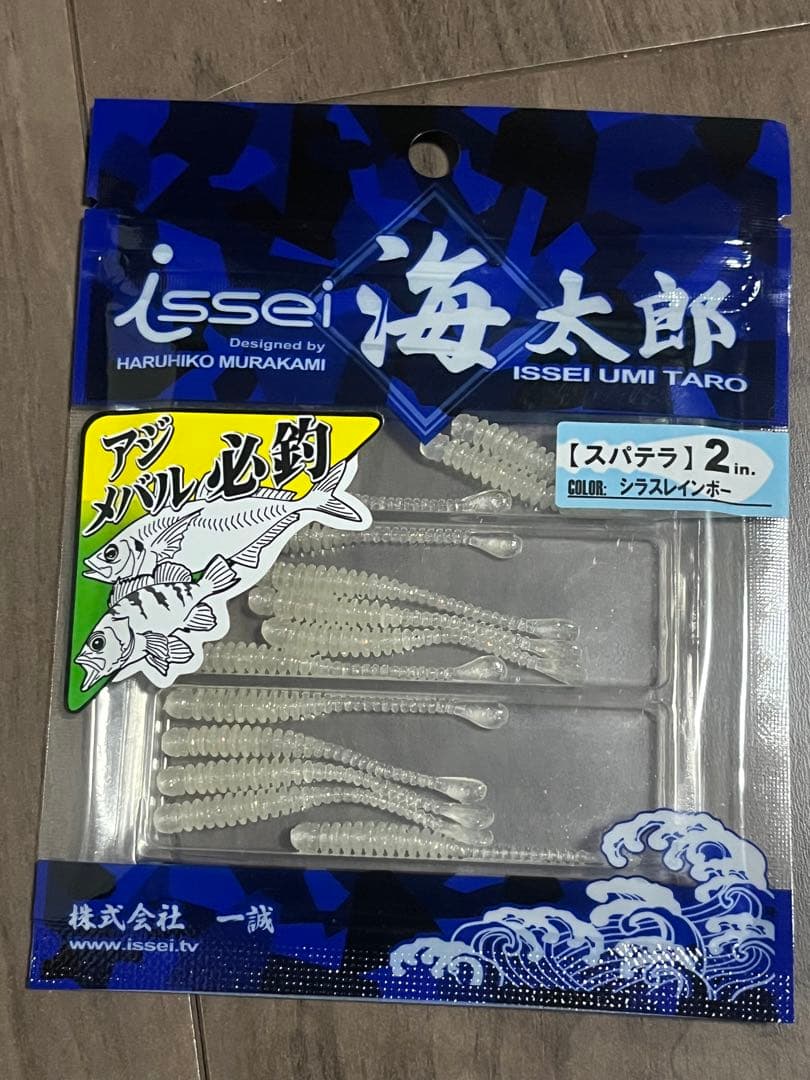 issei
海太郎
Designed by
HARUHIKO MURAKAMI
ISSEI UMI TARO
アジ
メバル 必釣
【スパテラ】2in.
COLOR: シラスレインボー
株式会社 一誠
www.issei.tv